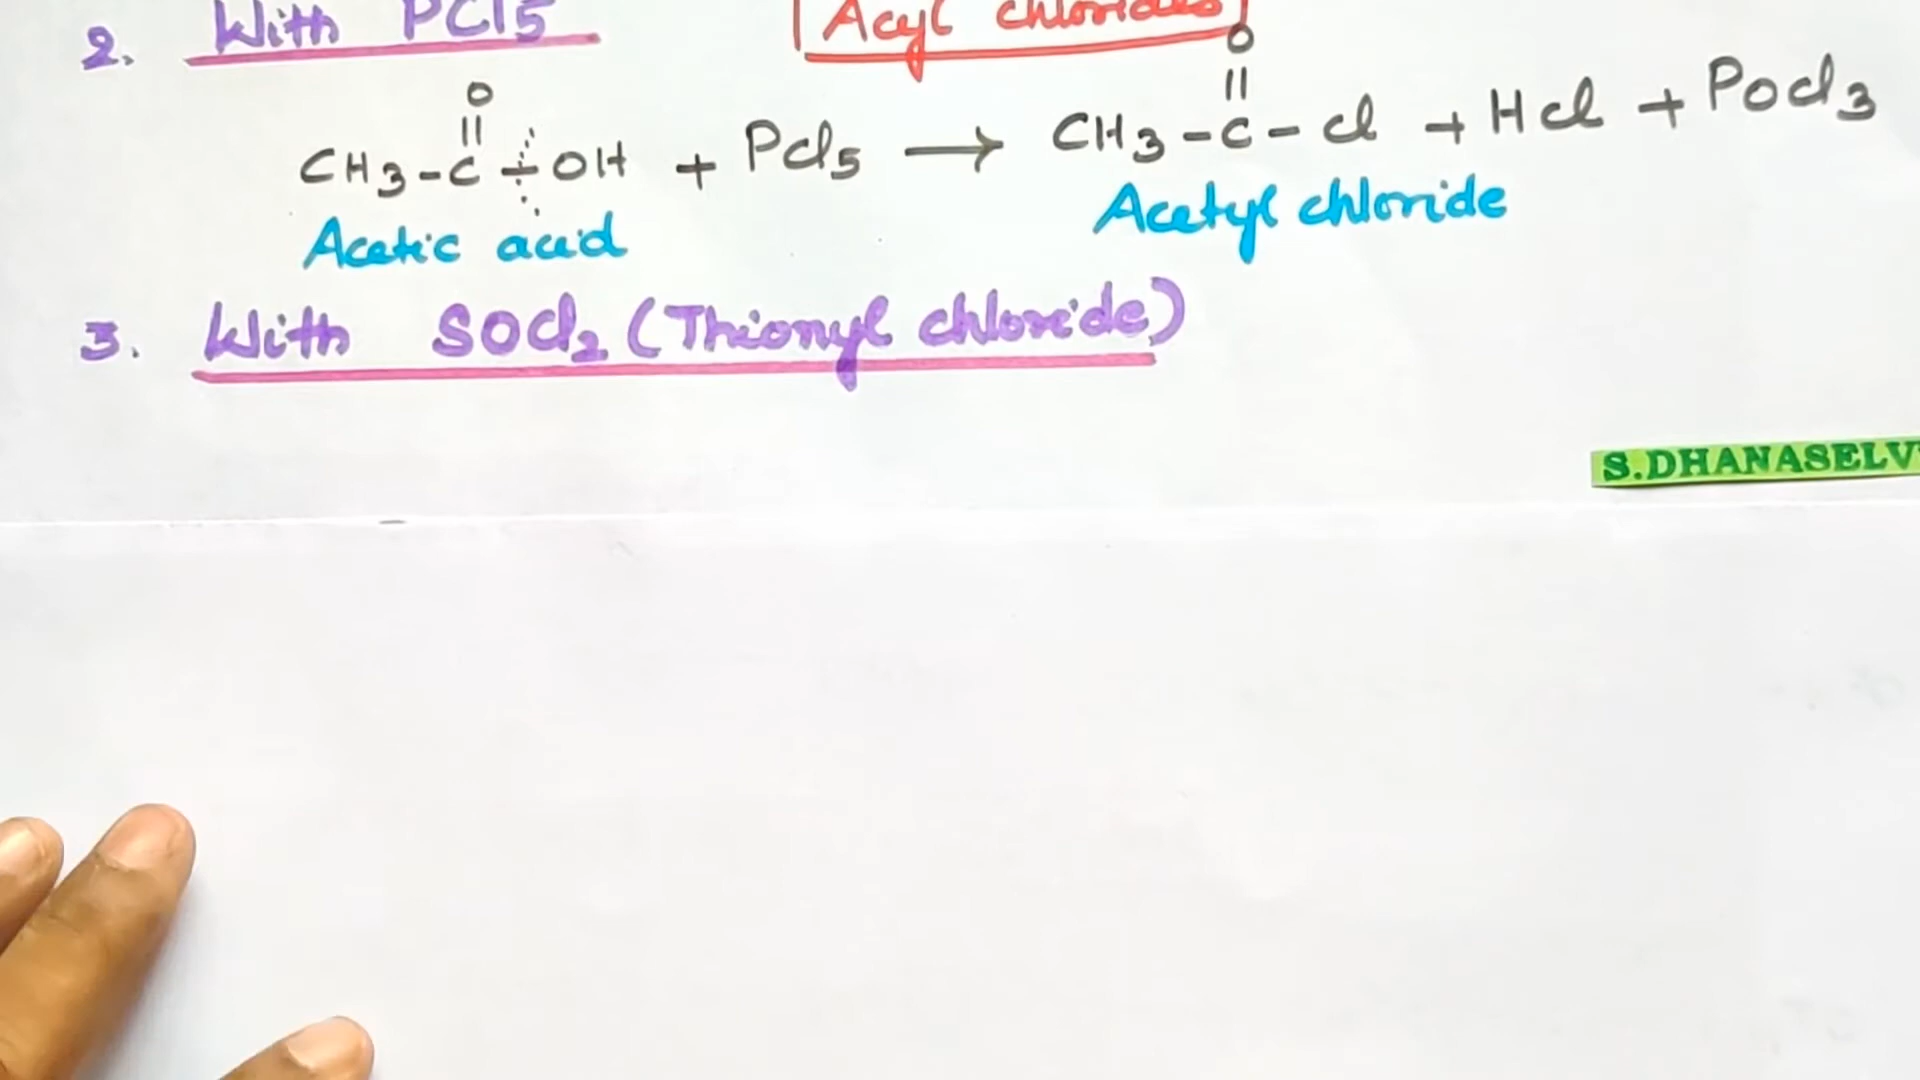 2. With PCl5
Acyl chlorides
O
||
CH3-C-OH + PCl5 → CH3-C-Cl + HCl + POCl3
O
||
Acetic acid
Acetyl chloride
3. With SOCl2 (Thionyl chloride)
S.DHANASELV